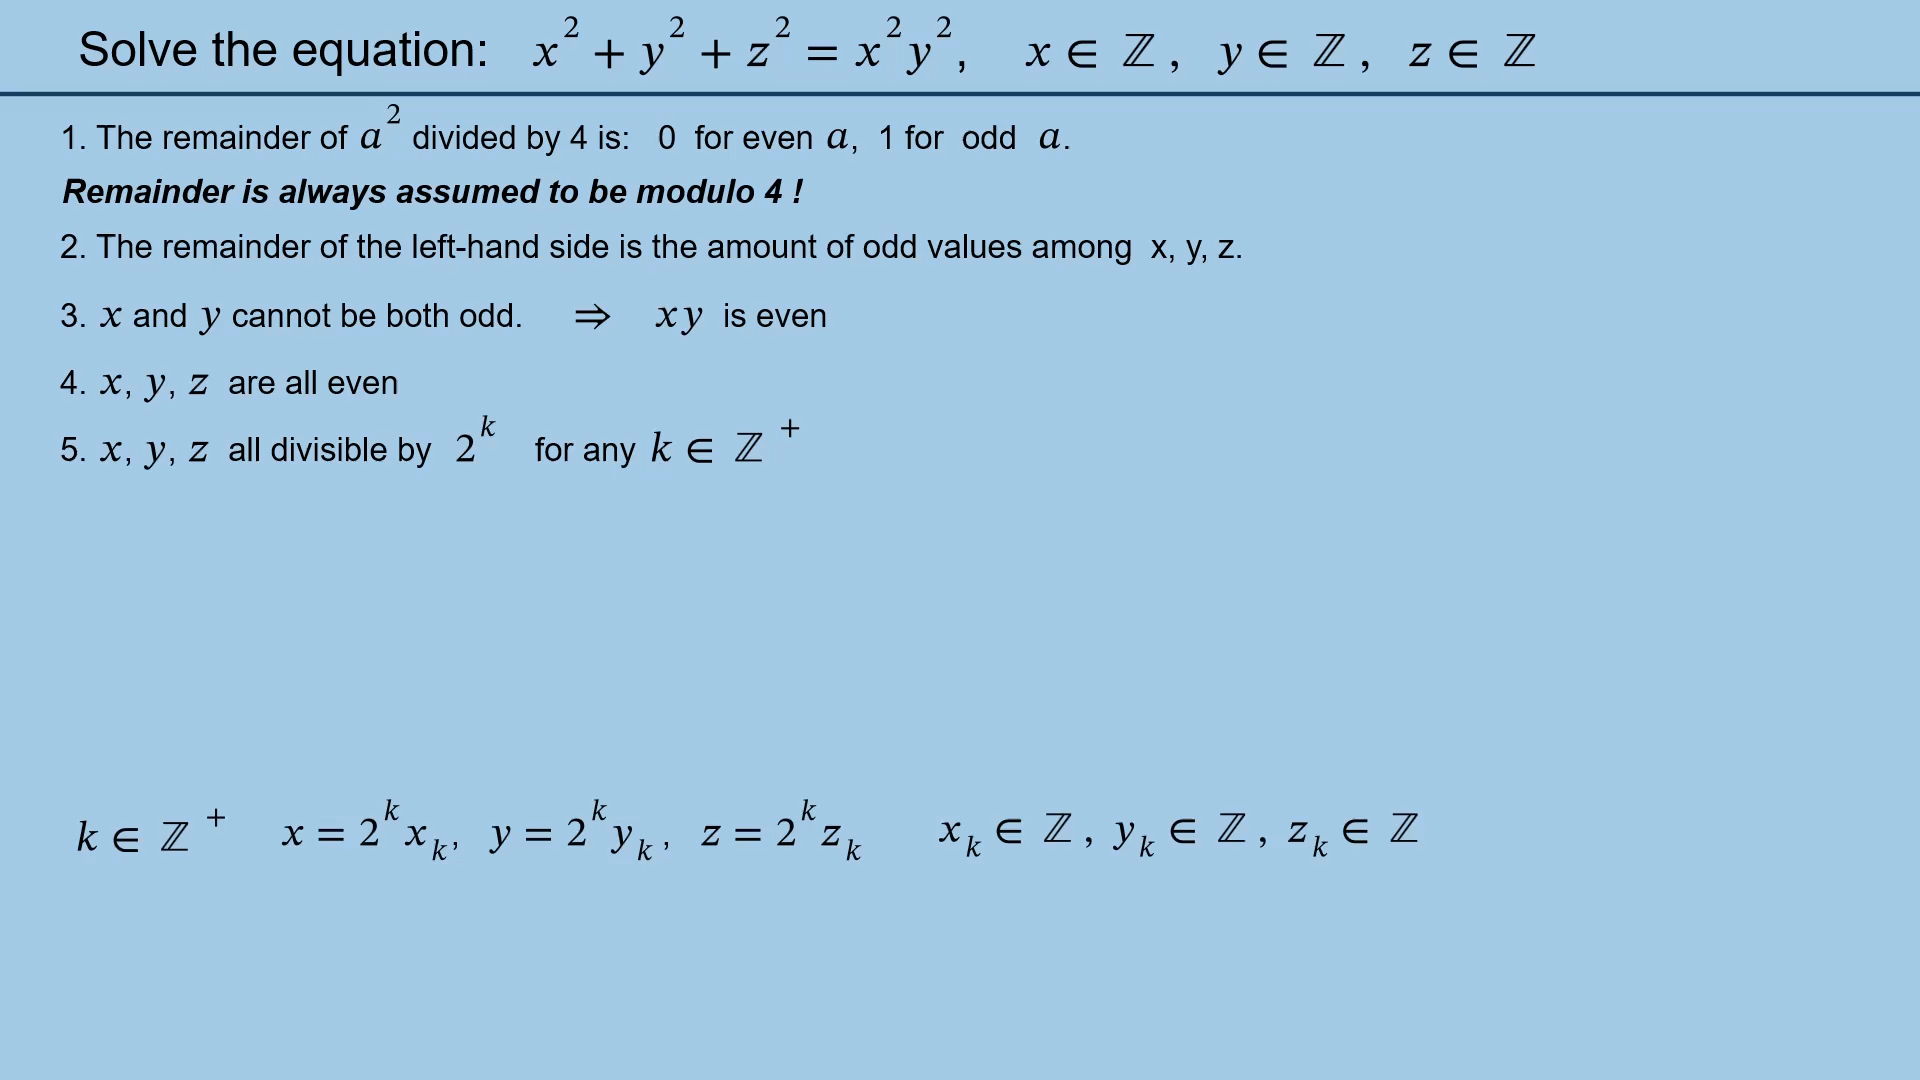 Solve the equation: x² + y² + z² = x²y², x ∈ ℤ, y ∈ ℤ, z ∈ ℤ
1. The remainder of a² divided by 4 is: 0 for even a, 1 for odd a.
Remainder is always assumed to be modulo 4 !
2. The remainder of the left-hand side is the amount of odd values among x, y, z.
3. x and y cannot be both odd. ⇒ xy is even
4. x, y, z are all even
5. x, y, z all divisible by 2ᵏ for any k ∈ ℤ⁺
k ∈ ℤ⁺ x = 2ᵏxₖ, y = 2ᵏyₖ, z = 2ᵏzₖ xₖ ∈ ℤ, yₖ ∈ ℤ, zₖ ∈ ℤ